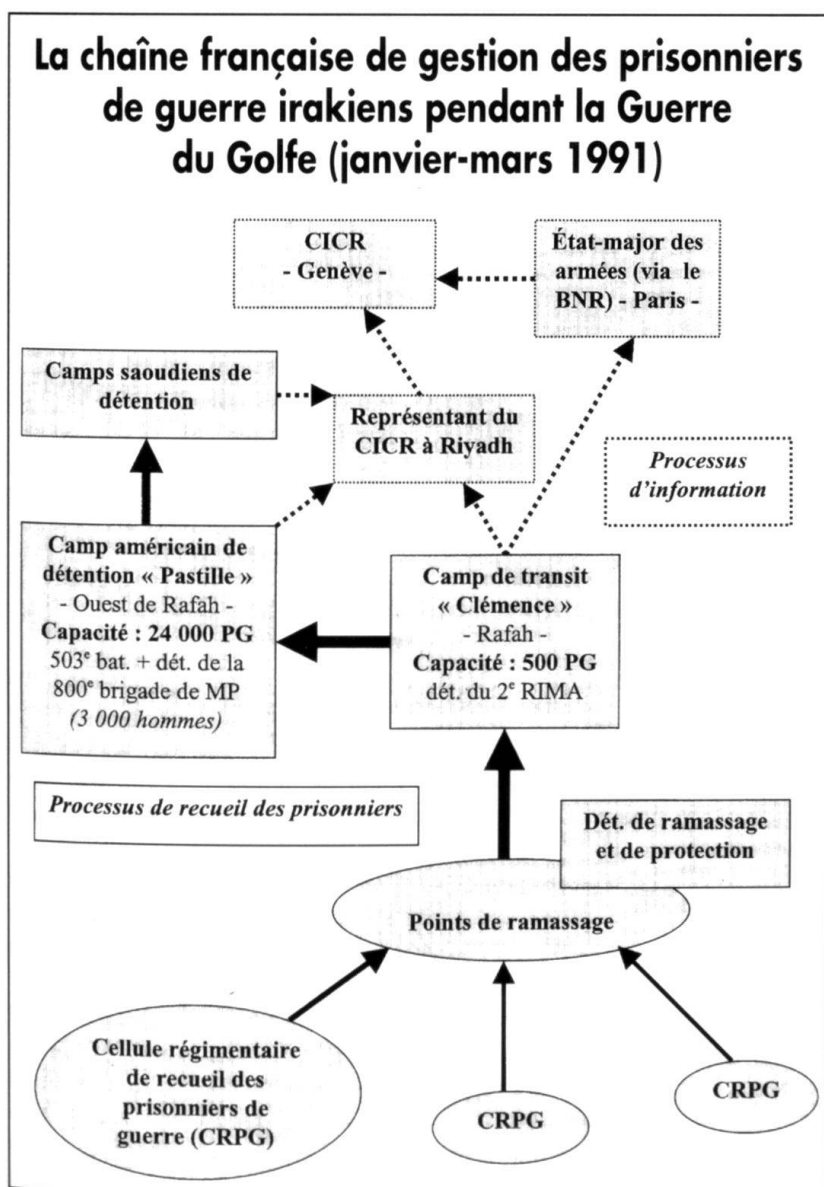 La chaîne française de gestion des prisonniers
de guerre irakiens pendant la Guerre
du Golfe (janvier-mars 1991)
CICR
- Genève -
État-major des
armées (via le
BNR) - Paris -
Camps saoudiens de
détention
Représentant du
CICR à Riyadh
Processus
d'information
Camp américain de
détention « Pastille »
- Ouest de Rafah -
Capacité : 24 000 PG
503e bat. + dét. de la
800e brigade de MP
(3 000 hommes)
Camp de transit
« Clémence »
- Rafah -
Capacité : 500 PG
dét. du 2e RIMA
Processus de recueil des prisonniers
Dét. de ramassage
et de protection
Points de ramassage
Cellule régimentaire
de recueil des
prisonniers de
guerre (CRPG)
CRPG
CRPG